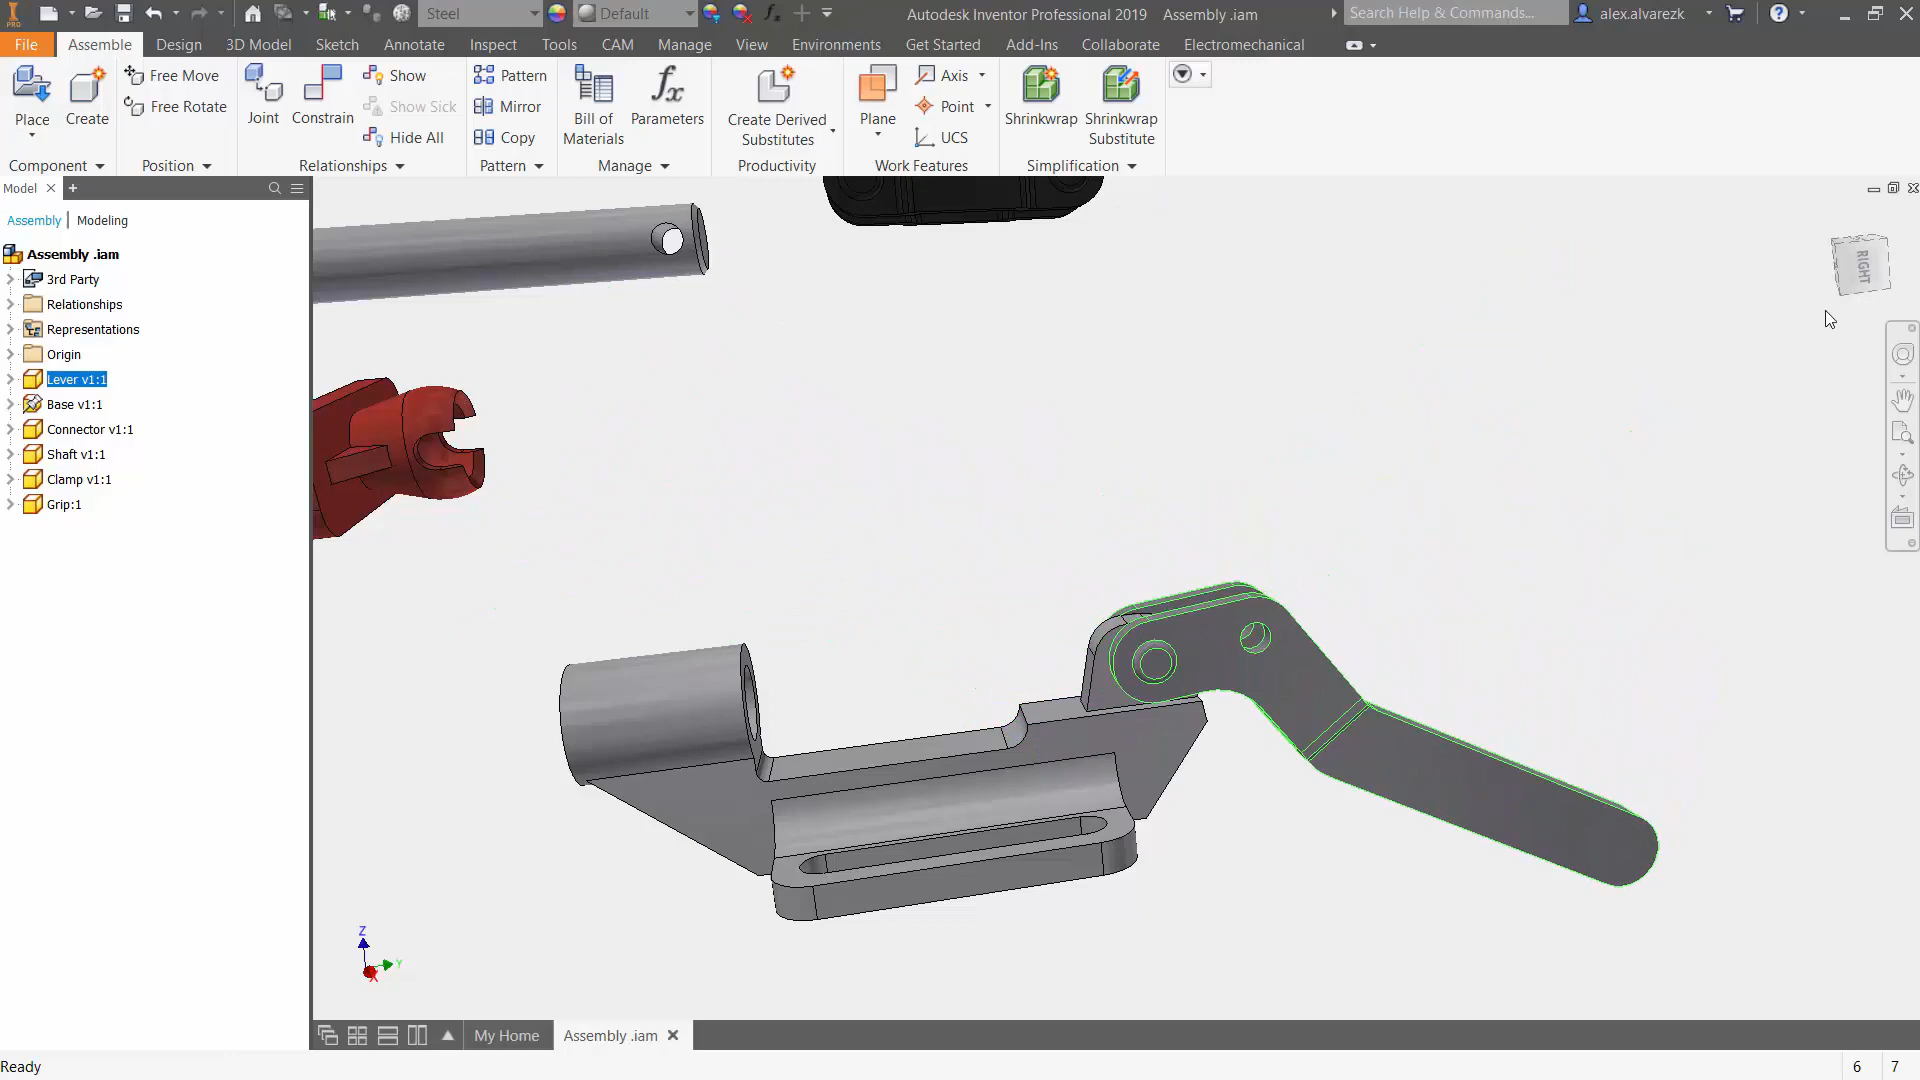 PRO
Steel
Default
Autodesk Inventor Professional 2019 Assembly .iam
Search Help & Commands...
alex.alvarezk
File
Assemble
Design
3D Model
Sketch
Annotate
Inspect
Tools
CAM
Manage
View
Environments
Get Started
Add-Ins
Collaborate
Electromechanical
Place
Create
Free Move
Free Rotate
Joint
Constrain
Show
Show Sick
Hide All
Pattern
Mirror
Copy
Bill of
Materials
fx
Parameters
Create Derived
Substitutes
Plane
Axis
Point
UCS
Shrinkwrap
Shrinkwrap
Substitute
Component
Position
Relationships
Pattern
Manage
Productivity
Work Features
Simplification
Model
Assembly | Modeling
Assembly .iam
3rd Party
Relationships
Representations
Origin
Lever v1:1
Base v1:1
Connector v1:1
Shaft v1:1
Clamp v1:1
Grip:1
RIGHT
Z
Y
X
My Home
Assembly .iam
Ready
6 7